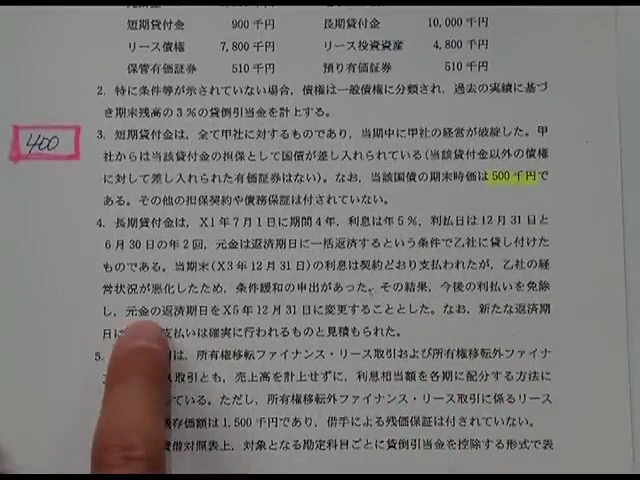 短期貸付金　900 千円　長期貸付金　10,000 千円
リース債権　7,800 千円　リース投資資産　4,800 千円
保管有価証券　510 千円　預り有価証券　510 千円
2. 特に条件等が示されていない場合, 債権は一般債権に分類され, 過去の実績に基づ
き期末残高の3％の貸倒引当金を計上する。
400
3. 短期貸付金は, 全て甲社に対するものであり, 当期中に甲社の経営が破綻した。甲
社からは当該貸付金の担保として国債が差し入れられている(当該貸付金以外の債権
に対して差し入れられた有価証券はない)。なお, 当該国債の期末時価は 500 千円で
ある。その他の担保契約や債務保証は付されていない。
4. 長期貸付金は, X1年7月1日に期間4年, 利息は年5％, 利払日は12月31日と
6月30日の年2回, 元金は返済期日に一括返済するという条件で乙社に貸し付けた
ものである。当期末(X3年12月31日)の利息は契約どおり支払われたが, 乙社の経
営状況が悪化したため, 条件緩和の申出があった。その結果, 今後の利払いを免除
し, 元金の返済期日をX5年12月31日に変更することとした。なお, 新たな返済期
日に 支払いは確実に行われるものと見積もられた。
5. は, 所有権移転ファイナンス・リース取引および所有権移転外ファイナ
ス取引とも, 売上高を計上せずに, 利息相当額を各期に配分する方法に
ている。ただし, 所有権移転外ファイナンス・リース取引に係るリース
残存価額は 1,500 千円であり, 借手による残価保証は付されていない。
貸借対照表上, 対象となる勘定科目ごとに貸倒引当金を控除する形式で表